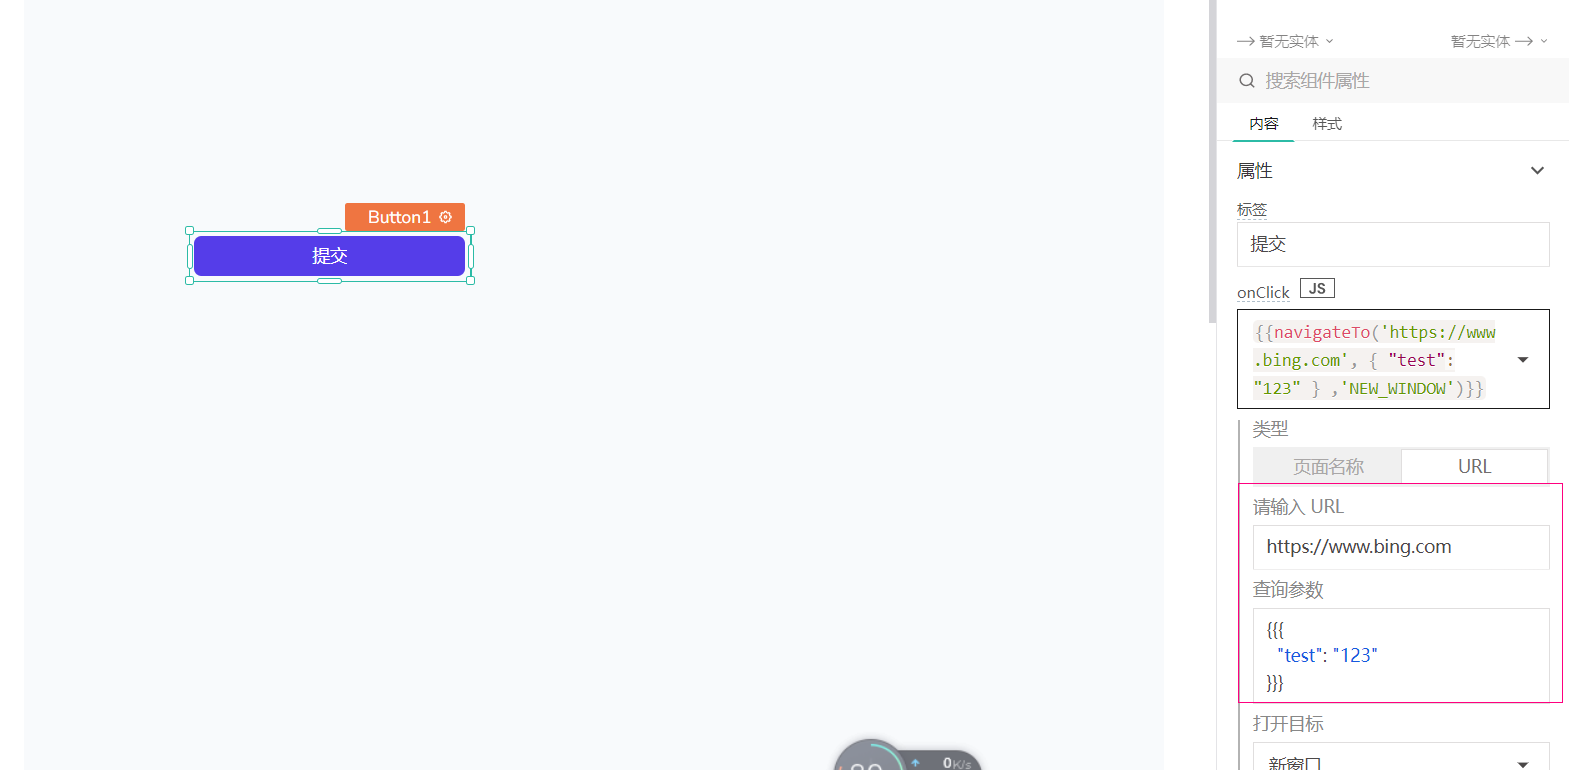 暂无实体
暂无实体
搜索组件属性
内容 样式
属性
标签
提交
onClick JS
{{navigateTo('https://www
.bing.com', { "test":
"123" } ,'NEW_WINDOW')}}
类型
页面名称 URL
请输入 URL
https://www.bing.com
查询参数
{{{
"test": "123"
}}}
打开目标
新窗口
Button1
提交
0K/s